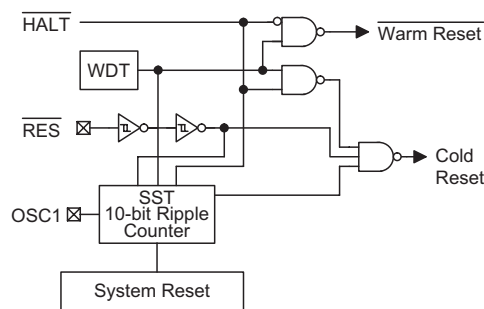 HALT
Warm Reset
WDT
RES
Cold
Reset
SST
10-bit Ripple
Counter
OSC1
System Reset